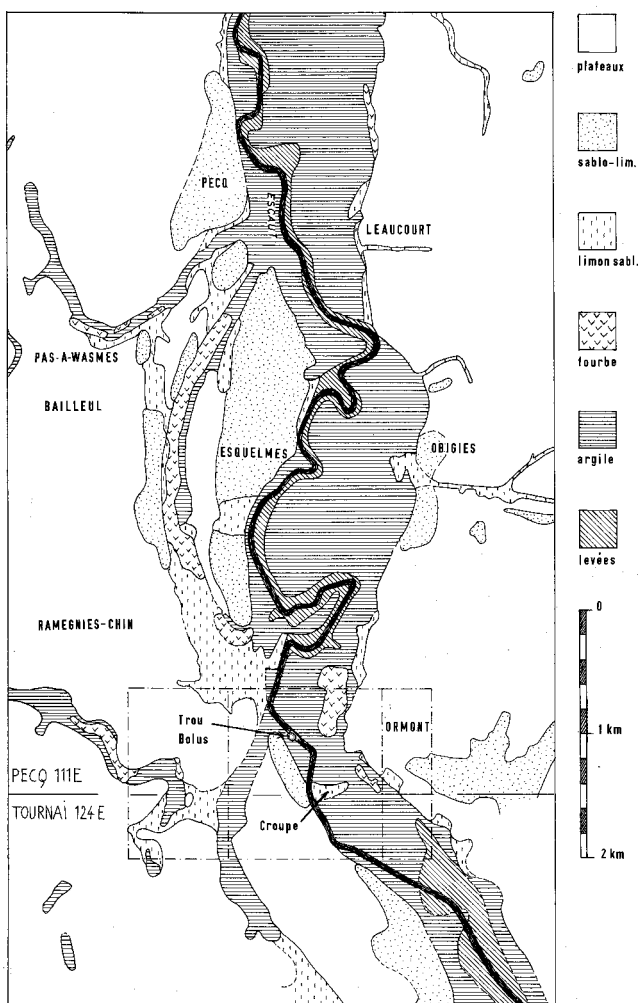 PECQ
ESCAUT
LEAUCOURT
PAS-A-WASMES
BAILLEUL
ESQUELMES
OBIGIES
RAMEGNIES-CHIN
Trou
Bolus
ORMONT
PECQ 111E
TOURNAI 124E
Croupe
plateaux
sablo-lim.
limon sabl.
tourbe
argile
levées
0
1 km
2 km